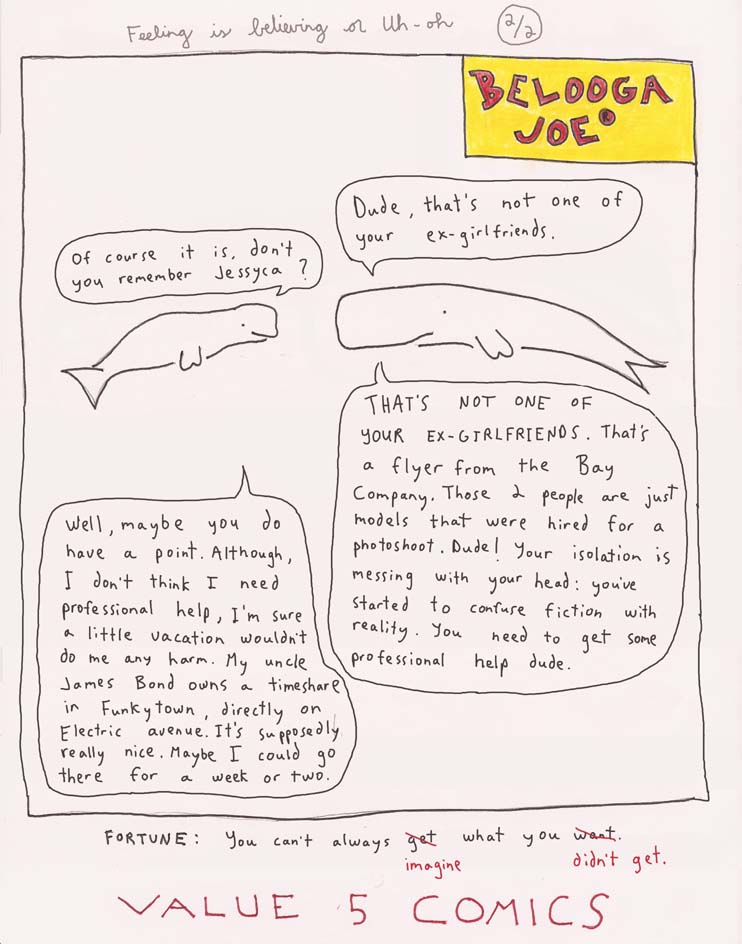 Feeling is believing or Uh-oh 2/2
BELOOGA
JOE®
Dude, that's not one of
your ex-girlfriends.
Of course it is, don't
you remember Jessyca?
THAT'S NOT ONE OF
YOUR EX-GIRLFRIENDS. That's
a flyer from the Bay
Company. Those 2 people are just
models that were hired for a
photoshoot. Dude! Your isolation is
messing with your head: you've
started to confuse fiction with
reality. You need to get some
professional help dude.
Well, maybe you do
have a point. Although,
I don't think I need
professional help, I'm sure
a little vacation wouldn't
do me any harm. My uncle
James Bond owns a timeshare
in Funkytown, directly on
Electric avenue. It's supposedly
really nice. Maybe I could go
there for a week or two.
FORTUNE: You can't always get what you want.
imagine didn't get.
VALUE 5 COMICS